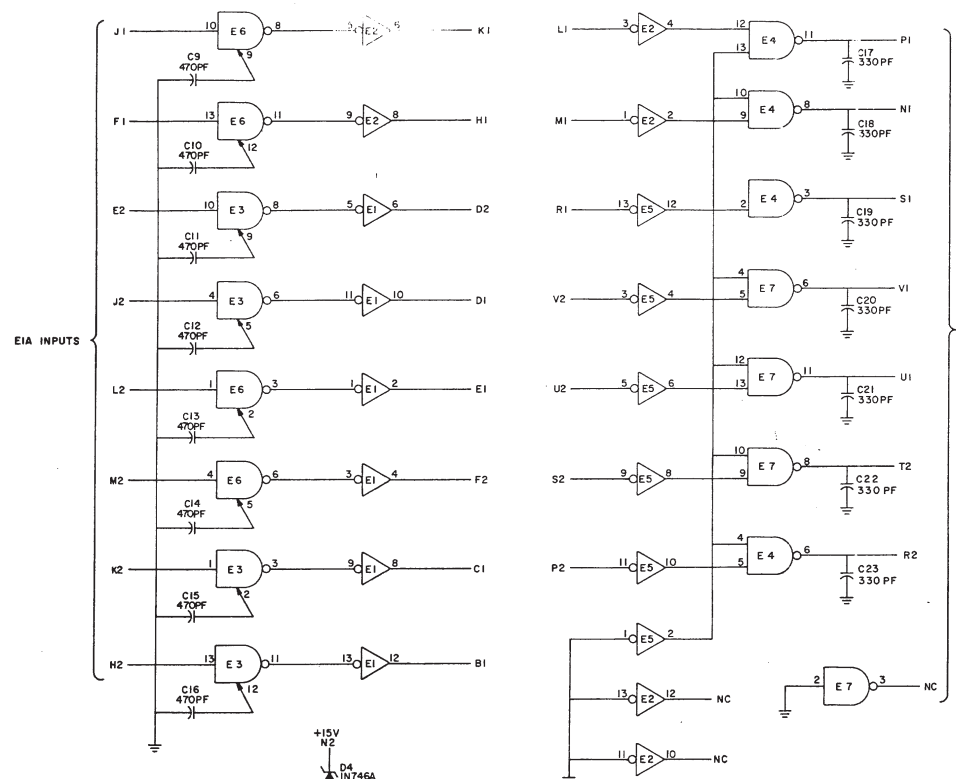 J1 10 E6 8 9 E2 6 K1
C9
470PF
9
F1 13 E6 11 9 E2 8 H1
C10
470PF
12
E2 10 E3 8 5 E1 6 D2
C11
470PF
9
J2 4 E3 6 11 E1 10 D1
C12
470PF
5
EIA INPUTS
L2 1 E6 3 1 E1 2 E1
C13
470PF
2
M2 4 E6 6 3 E1 4 F2
C14
470PF
5
K2 1 E3 3 9 E1 8 C1
C15
470PF
2
H2 13 E3 11 13 E1 12 B1
C16
470PF
12
+15V
N2
D4
IN746A
L1 3 E2 4 12 E4 11 P1
13
C17
330PF
10
M1 1 E2 2 9 E4 8 N1
C18
330PF
R1 13 E5 12 2 E4 3 S1
C19
330PF
4
V2 3 E5 4 5 E7 6 V1
C20
330PF
12
U2 5 E5 6 13 E7 11 U1
C21
330PF
10
S2 9 E5 8 9 E7 8 T2
C22
330PF
4
P2 11 E5 10 5 E4 6 R2
C23
330PF
1 E5 2
2 E7 3 NC
13 E2 12 NC
11 E2 10 NC